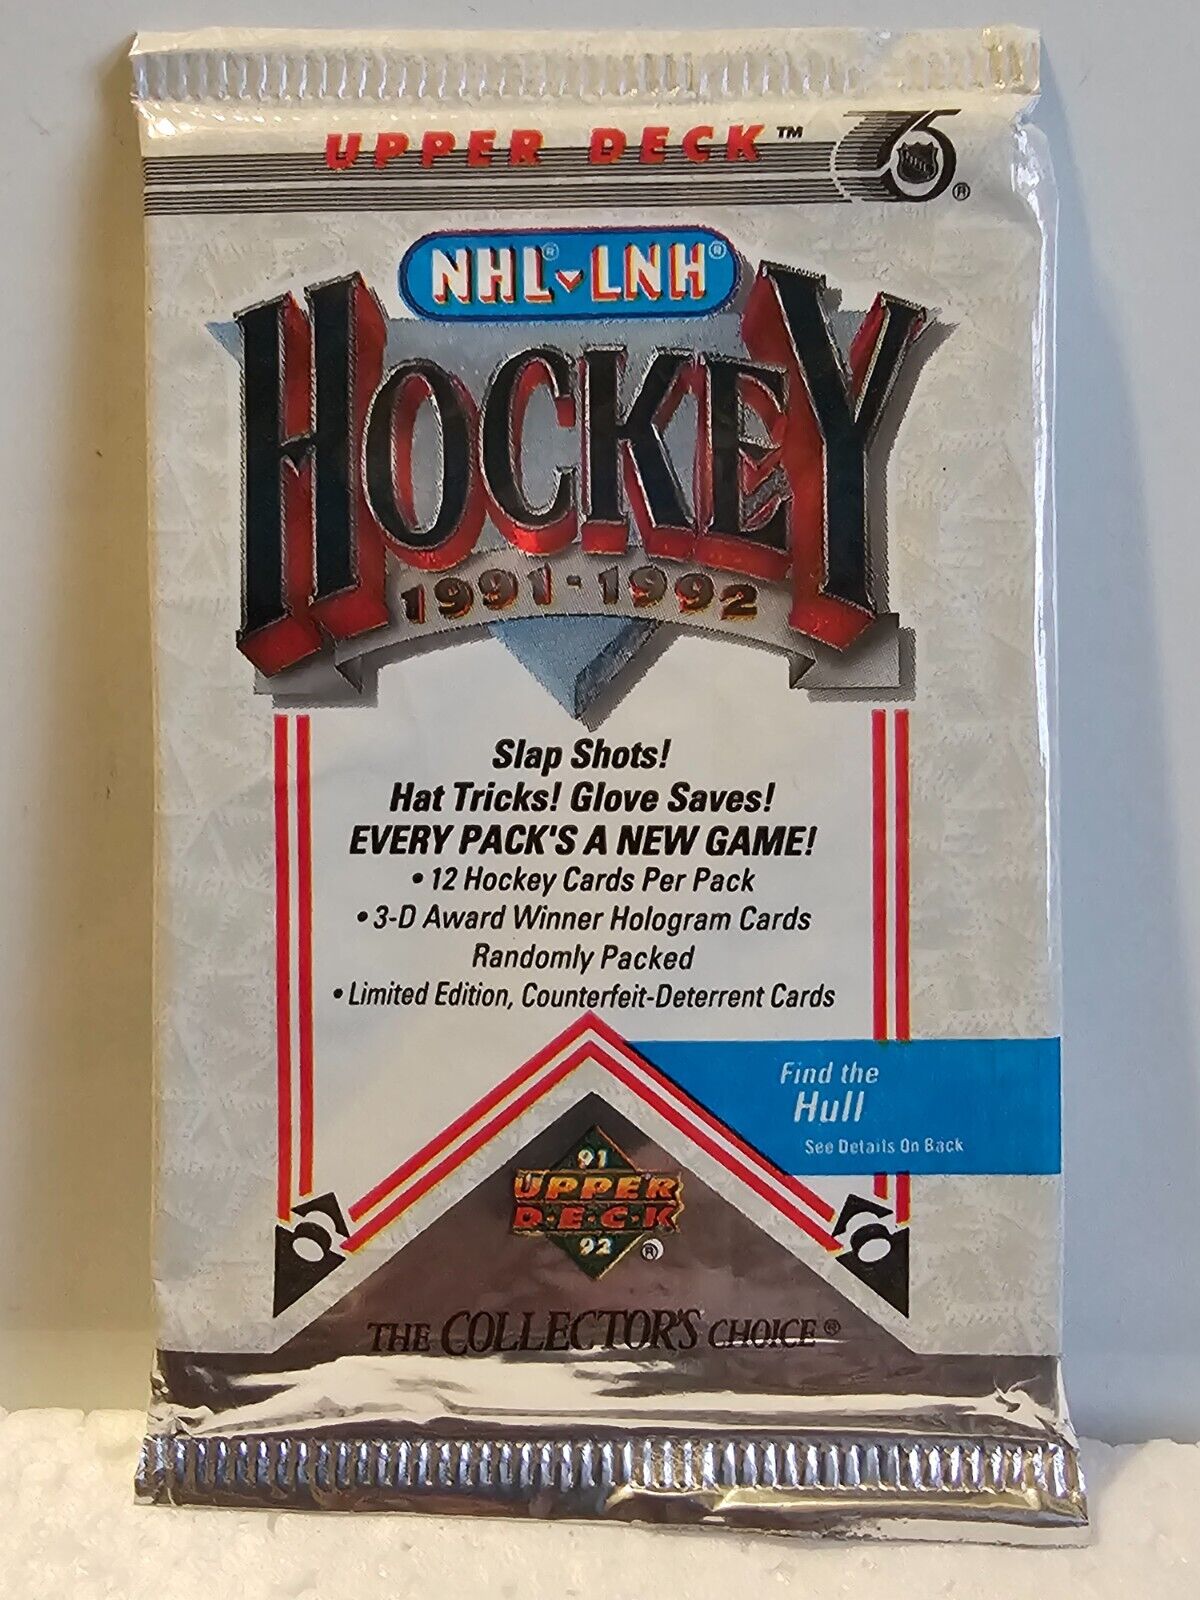 UPPER DECK™
75 NHL ®
NHL® LNH®
HOCKEY
1991-1992
Slap Shots!
Hat Tricks! Glove Saves!
EVERY PACK'S A NEW GAME!
• 12 Hockey Cards Per Pack
• 3-D Award Winner Hologram Cards
Randomly Packed
• Limited Edition, Counterfeit-Deterrent Cards
Find the
Hull
See Details On Back
91
UPPER
D·E·C·K
92 ®
THE COLLECTOR'S CHOICE®